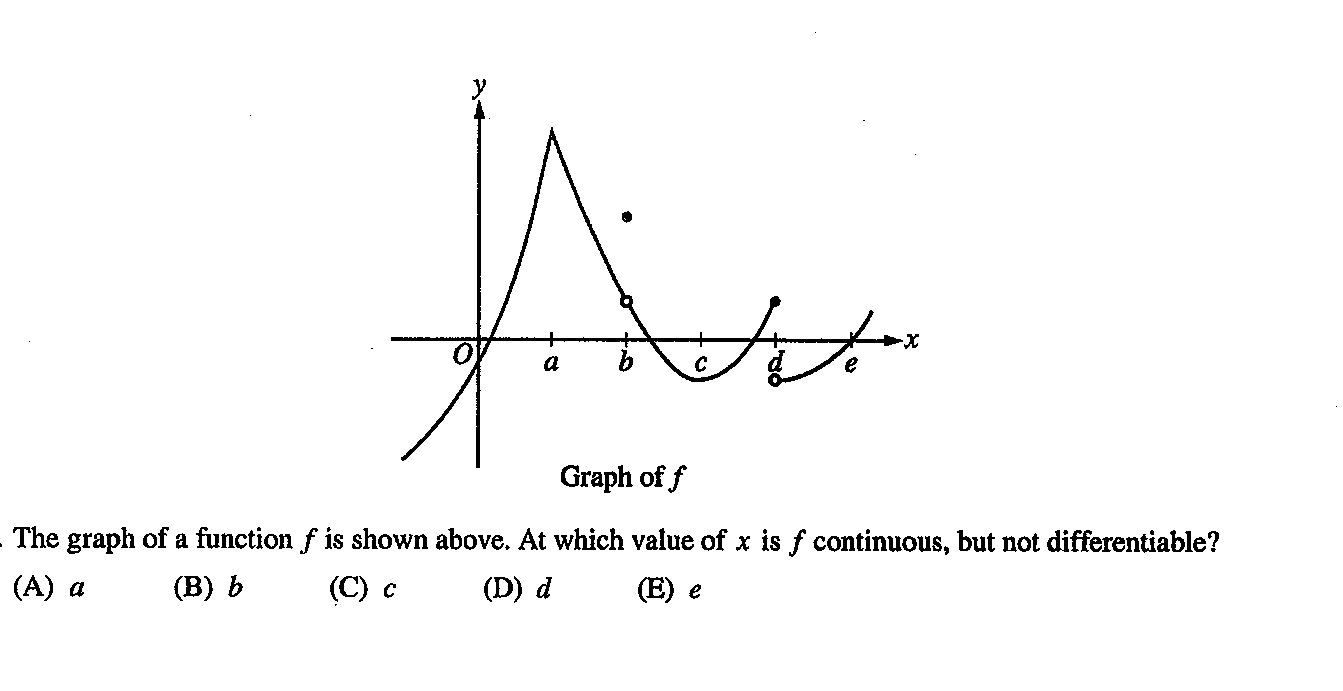 y
O a b c d e x
Graph of f
. The graph of a function f is shown above. At which value of x is f continuous, but not differentiable?
(A) a (B) b (C) c (D) d (E) e